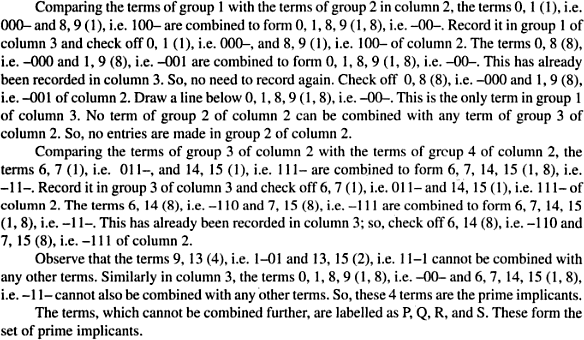 Comparing the terms of group 1 with the terms of group 2 in column 2, the terms 0, 1 (1), i.e.
000– and 8, 9 (1), i.e. 100– are combined to form 0, 1, 8, 9 (1, 8), i.e. –00–. Record it in group 1 of
column 3 and check off 0, 1 (1), i.e. 000–, and 8, 9 (1), i.e. 100– of column 2. The terms 0, 8 (8),
i.e. –000 and 1, 9 (8), i.e. –001 are combined to form 0, 1, 8, 9 (1, 8), i.e. –00–. This has already
been recorded in column 3. So, no need to record again. Check off 0, 8 (8), i.e. –000 and 1, 9 (8),
i.e. –001 of column 2. Draw a line below 0, 1, 8, 9 (1, 8), i.e. –00–. This is the only term in group 1
of column 3. No term of group 2 of column 2 can be combined with any term of group 3 of
column 2. So, no entries are made in group 2 of column 2.
Comparing the terms of group 3 of column 2 with the terms of group 4 of column 2, the
terms 6, 7 (1), i.e. 011–, and 14, 15 (1), i.e. 111– are combined to form 6, 7, 14, 15 (1, 8), i.e.
–11–. Record it in group 3 of column 3 and check off 6, 7 (1), i.e. 011– and 14, 15 (1), i.e. 111– of
column 2. The terms 6, 14 (8), i.e. –110 and 7, 15 (8), i.e. –111 are combined to form 6, 7, 14, 15
(1, 8), i.e. –11–. This has already been recorded in column 3; so, check off 6, 14 (8), i.e. –110 and
7, 15 (8), i.e. –111 of column 2.
Observe that the terms 9, 13 (4), i.e. 1–01 and 13, 15 (2), i.e. 11–1 cannot be combined with
any other terms. Similarly in column 3, the terms 0, 1, 8, 9 (1, 8), i.e. –00– and 6, 7, 14, 15 (1, 8),
i.e. –11– cannot also be combined with any other terms. So, these 4 terms are the prime implicants.
The terms, which cannot be combined further, are labelled as P, Q, R, and S. These form the
set of prime implicants.